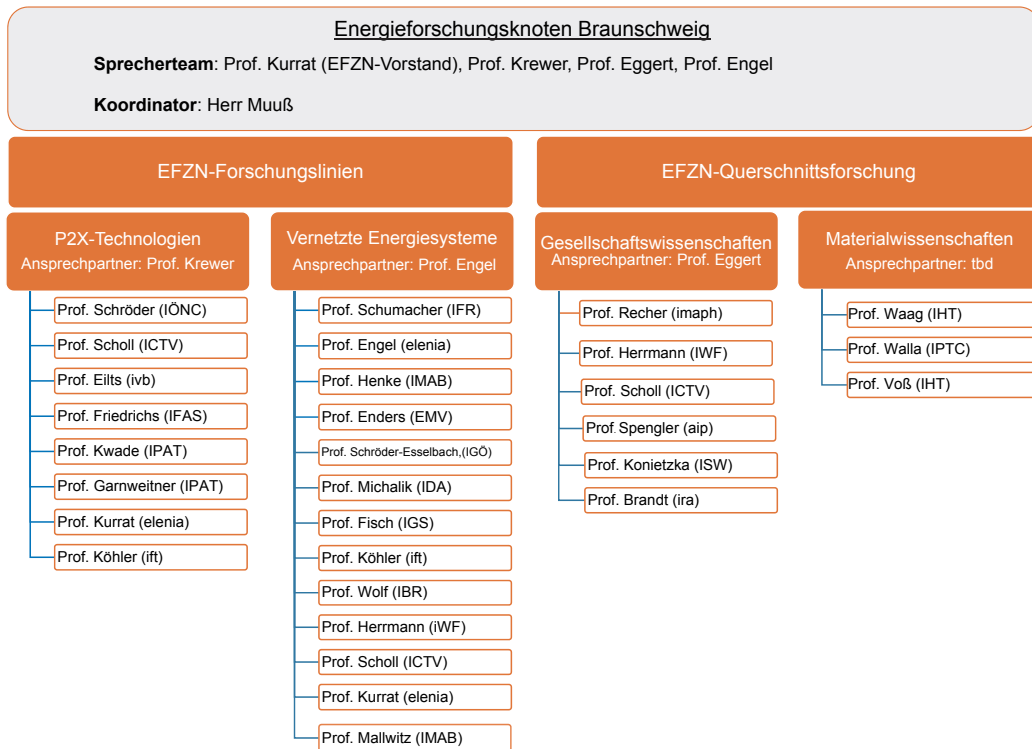 Energieforschungsknoten Braunschweig
Sprecherteam: Prof. Kurrat (EFZN-Vorstand), Prof. Krewer, Prof. Eggert, Prof. Engel
Koordinator: Herr Muuß
EFZN-Forschungslinien
EFZN-Querschnittsforschung
P2X-Technologien
Ansprechpartner: Prof. Krewer
Prof. Schröder (IÖNC)
Prof. Scholl (ICTV)
Prof. Eilts (ivb)
Prof. Friedrichs (IFAS)
Prof. Kwade (IPAT)
Prof. Garnweitner (IPAT)
Prof. Kurrat (elenia)
Prof. Köhler (ift)
Vernetzte Energiesysteme
Ansprechpartner: Prof. Engel
Prof. Schumacher (IFR)
Prof. Engel (elenia)
Prof. Henke (IMAB)
Prof. Enders (EMV)
Prof. Schröder-Esselbach,(IGÖ)
Prof. Michalik (IDA)
Prof. Fisch (IGS)
Prof. Köhler (ift)
Prof. Wolf (IBR)
Prof. Herrmann (iWF)
Prof. Scholl (ICTV)
Prof. Kurrat (elenia)
Prof. Mallwitz (IMAB)
Gesellschaftswissenschaften
Ansprechpartner: Prof. Eggert
Prof. Recher (imaph)
Prof. Herrmann (IWF)
Prof. Scholl (ICTV)
Prof Spengler (aip)
Prof. Konietzka (ISW)
Prof. Brandt (ira)
Materialwissenschaften
Ansprechpartner: tbd
Prof. Waag (IHT)
Prof. Walla (IPTC)
Prof. Voß (IHT)